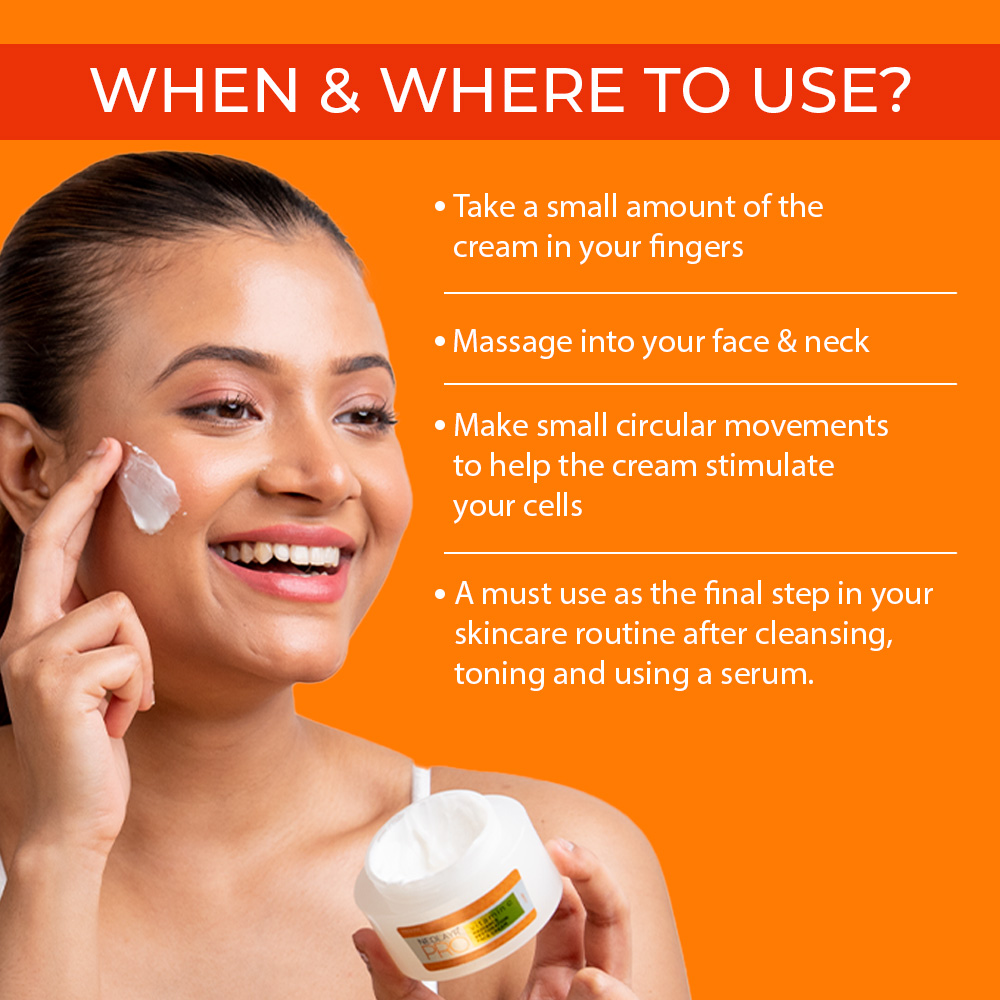 WHEN & WHERE TO USE?
• Take a small amount of the
cream in your fingers
• Massage into your face & neck
• Make small circular movements
to help the cream stimulate
your cells
• A must use as the final step in your
skincare routine after cleansing,
toning and using a serum.
NEOLAYR
PRO